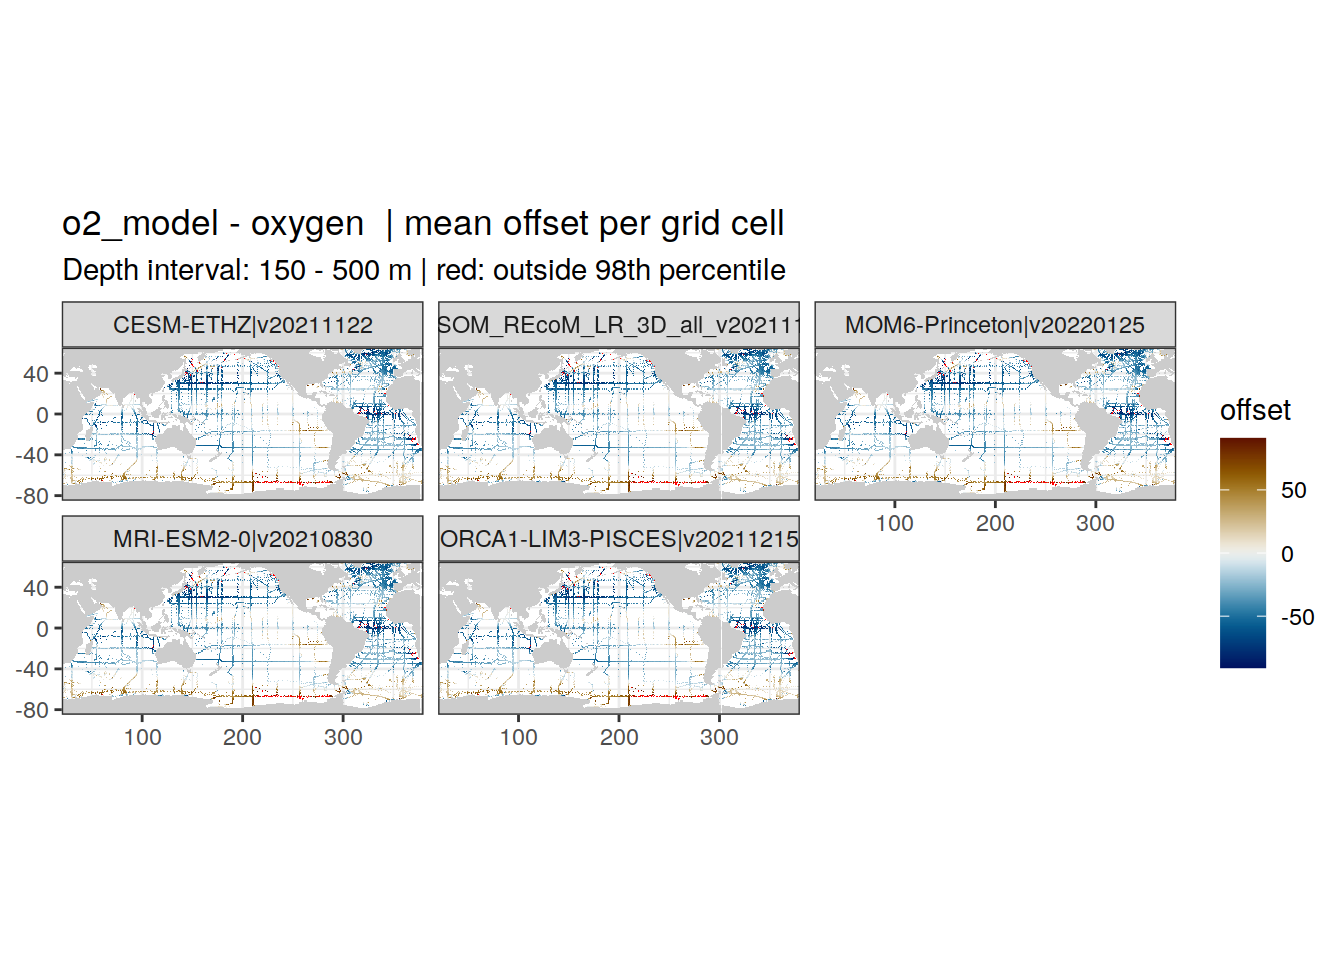 o2_model - oxygen  | mean offset per grid cell
Depth interval: 150 - 500 m | red: outside 98th percentile
CESM-ETHZ|v20211122
SOM_REcoM_LR_3D_all_v202111
MOM6-Princeton|v20220125
40
0
-40
-80
100
200
300
MRI-ESM2-0|v20210830
ORCA1-LIM3-PISCES|v20211215
40
0
-40
-80
100
200
300
100
200
300
offset
50
0
-50